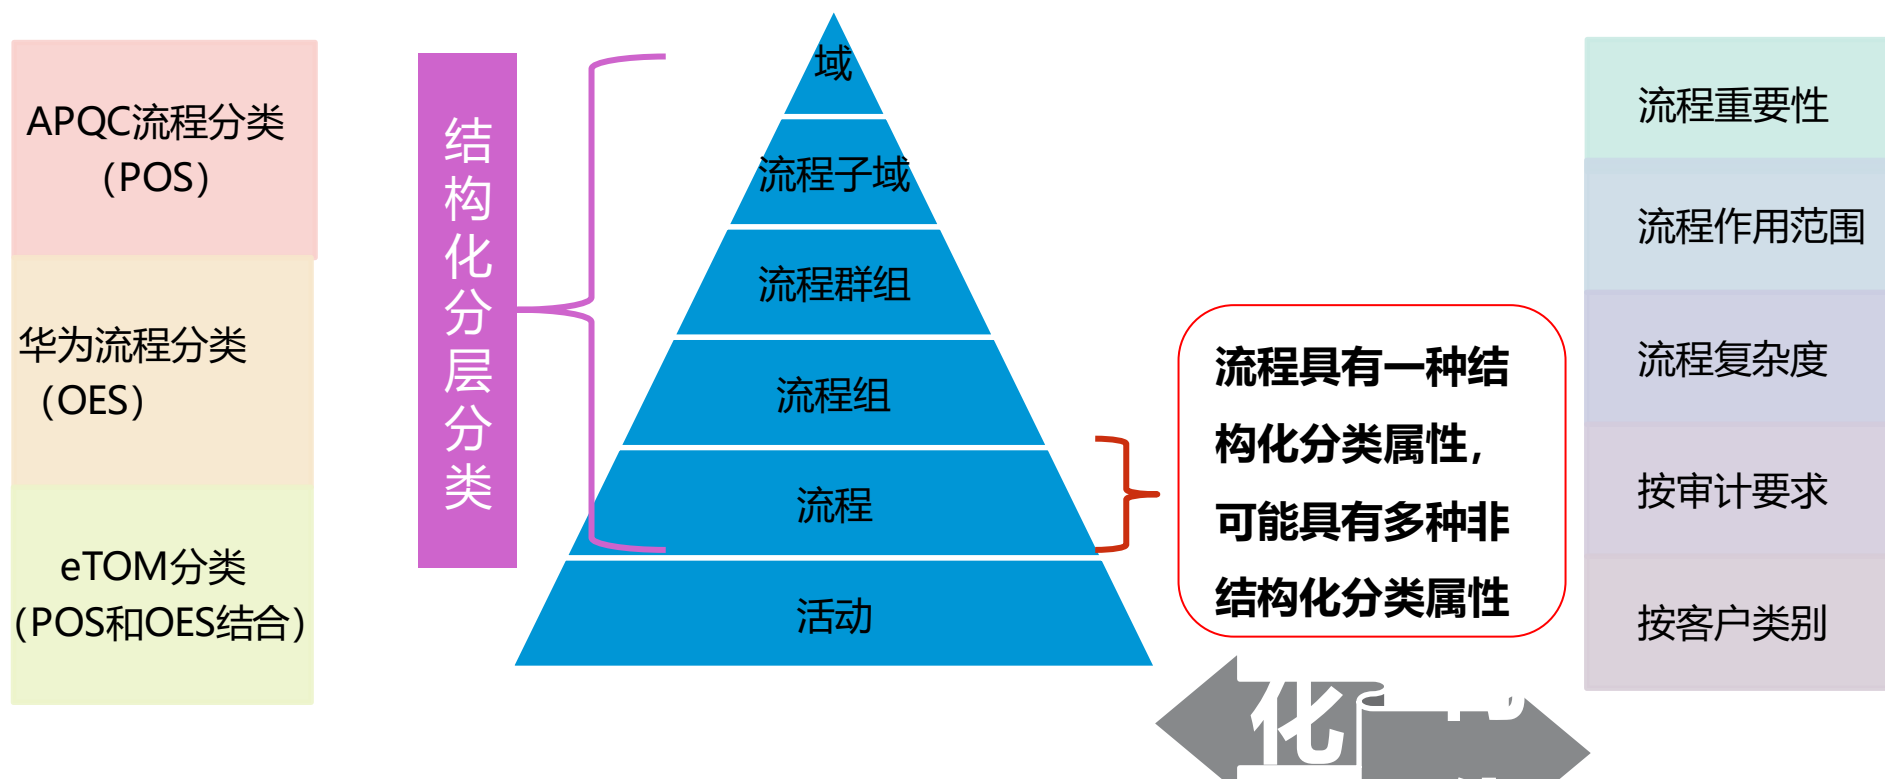 APQC流程分类
（POS）
华为流程分类
（OES）
eTOM分类
（POS和OES结合）
结构化分层分类
域
流程子域
流程群组
流程组
流程
活动
流程具有一种结
构化分类属性，
可能具有多种非
结构化分类属性
化
流程重要性
流程作用范围
流程复杂度
按审计要求
按客户类别